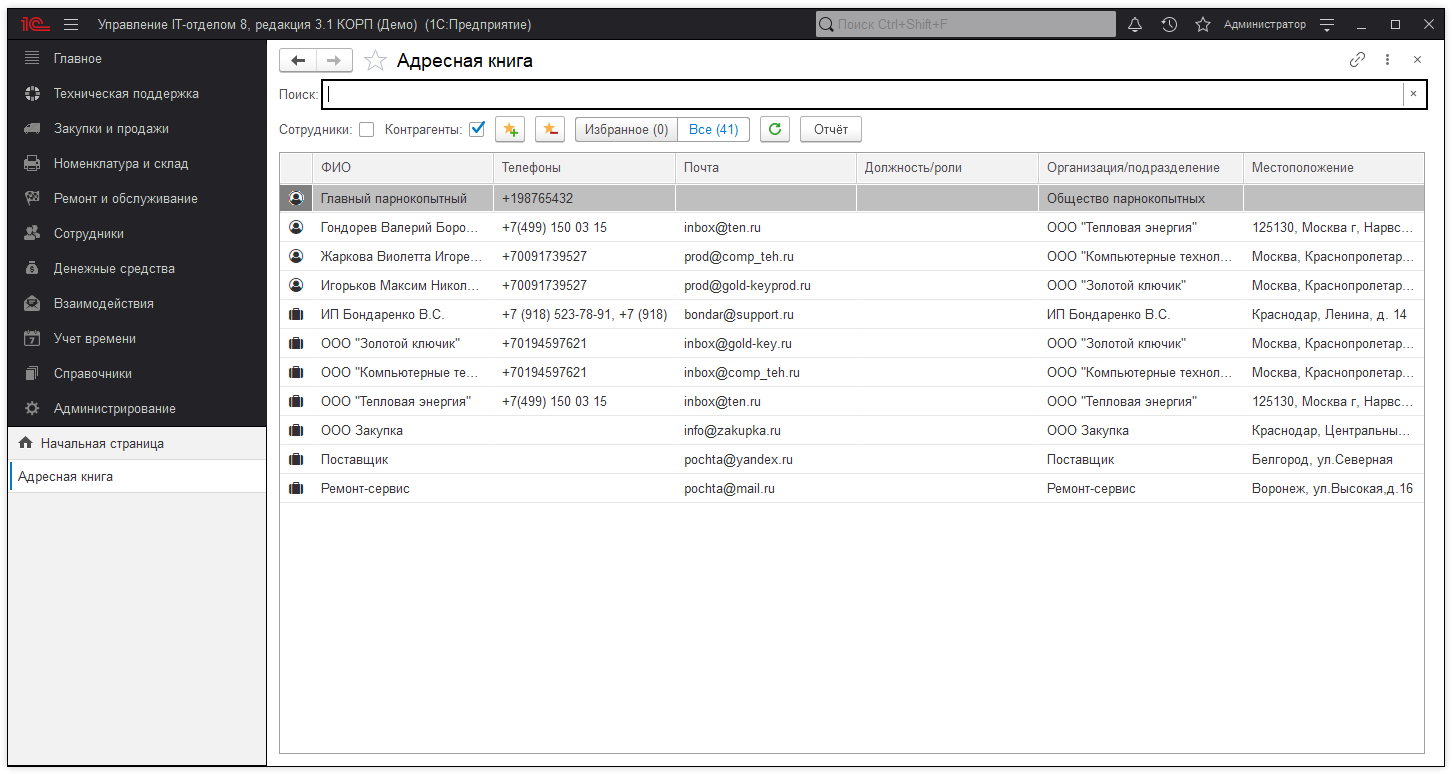 1С Управление IT-отделом 8, редакция 3.1 КОРП (Демо) (1С:Предприятие) Поиск Ctrl+Shift+F Администратор
Главное
Техническая поддержка
Закупки и продажи
Номенклатура и склад
Ремонт и обслуживание
Сотрудники
Денежные средства
Взаимодействия
Учет времени
Справочники
Администрирование
Начальная страница
Адресная книга
Адресная книга
Поиск:
Сотрудники: Контрагенты: Избранное (0) Все (41) Отчёт
ФИО Телефоны Почта Должность/роли Организация/подразделение Местоположение
Главный парнокопытный +198765432 Общество парнокопытных
Гондорев Валерий Боро... +7(499) 150 03 15 inbox@ten.ru ООО "Тепловая энергия" 125130, Москва г, Нарвс...
Жаркова Виолетта Игоре... +70091739527 prod@comp_teh.ru ООО "Компьютерные технол... Москва, Краснопролетар...
Игорьков Максим Никол... +70091739527 prod@gold-keyprod.ru ООО "Золотой ключик" Москва, Краснопролетар...
ИП Бондаренко В.С. +7 (918) 523-78-91, +7 (918) bondar@support.ru ИП Бондаренко В.С. Краснодар, Ленина, д. 14
ООО "Золотой ключик" +70194597621 inbox@gold-key.ru ООО "Золотой ключик" Москва, Краснопролетар...
ООО "Компьютерные те... +70194597621 inbox@comp_teh.ru ООО "Компьютерные технол... Москва, Краснопролетар...
ООО "Тепловая энергия" +7(499) 150 03 15 inbox@ten.ru ООО "Тепловая энергия" 125130, Москва г, Нарвс...
ООО Закупка info@zakupka.ru ООО Закупка Краснодар, Центральны...
Поставщик pochta@yandex.ru Поставщик Белгород, ул.Северная
Ремонт-сервис pochta@mail.ru Ремонт-сервис Воронеж, ул.Высокая,д.16